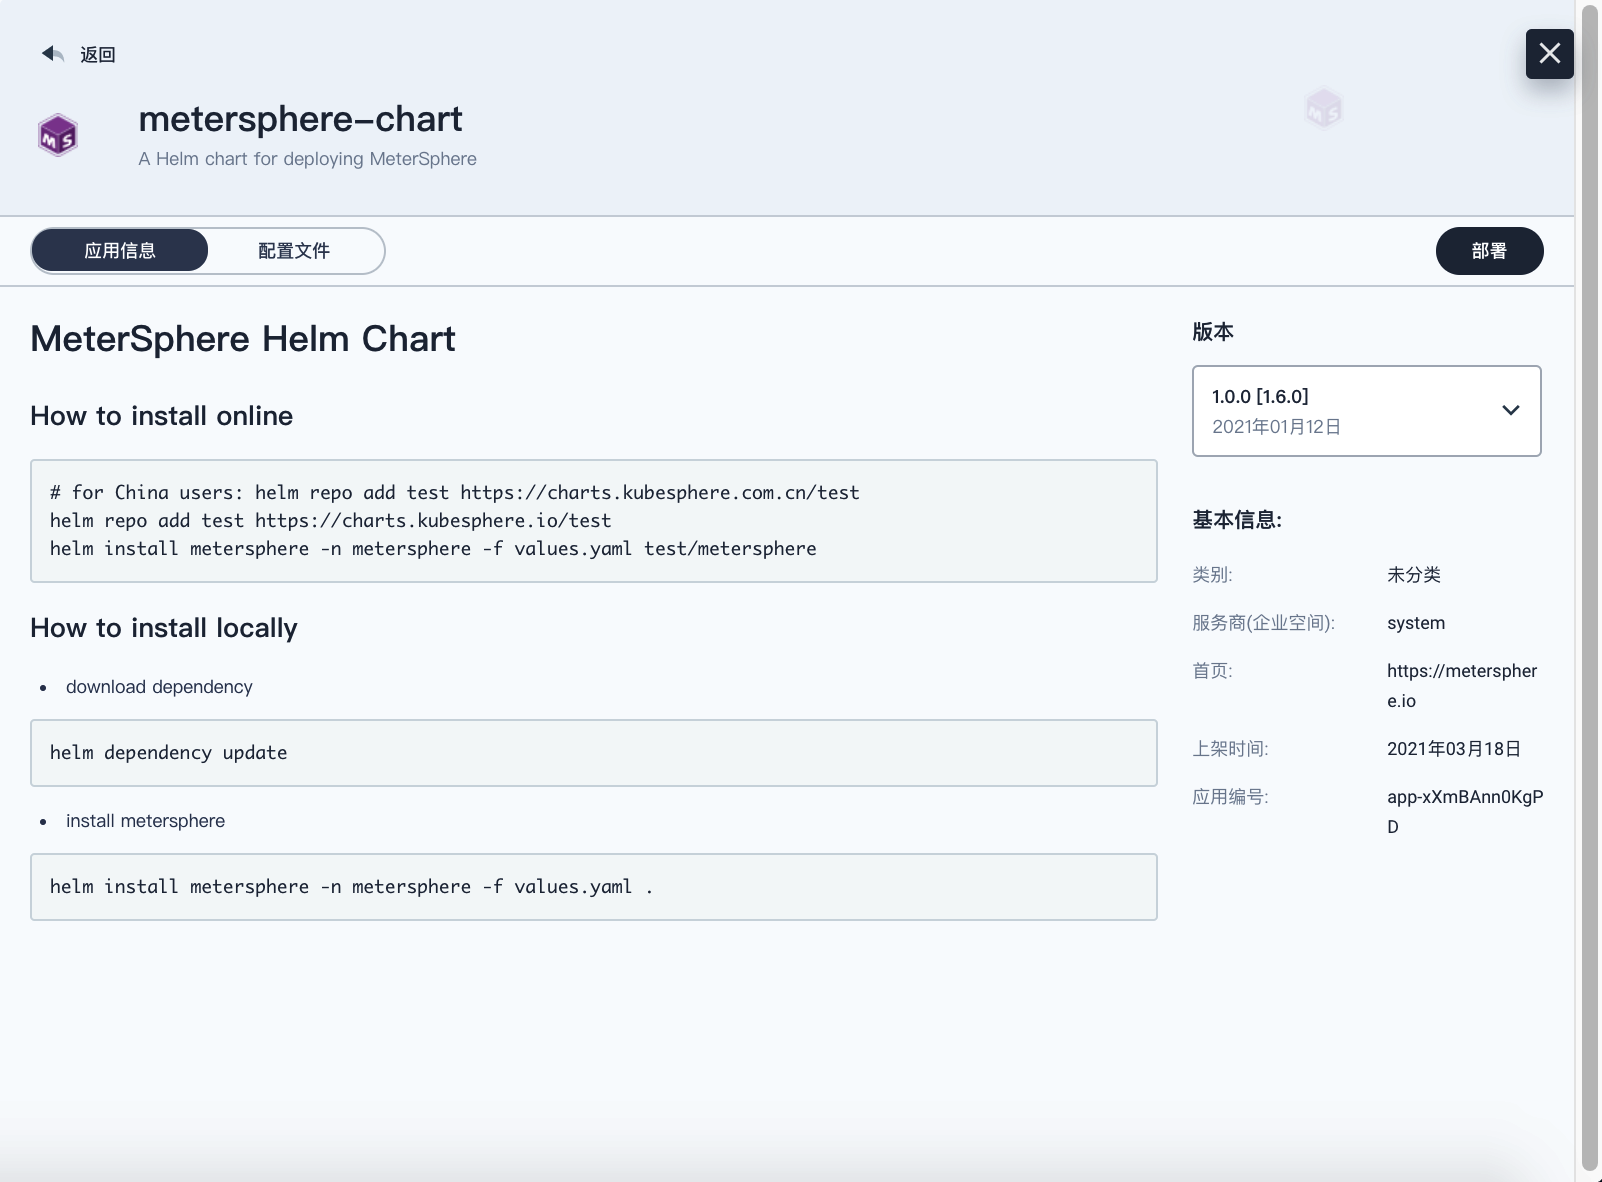 返回
metersphere-chart
A Helm chart for deploying MeterSphere
应用信息
配置文件
部署
MeterSphere Helm Chart
How to install online
# for China users: helm repo add test https://charts.kubesphere.com.cn/test
helm repo add test https://charts.kubesphere.io/test
helm install metersphere -n metersphere -f values.yaml test/metersphere
How to install locally
• download dependency
helm dependency update
• install metersphere
helm install metersphere -n metersphere -f values.yaml .
版本
1.0.0 [1.6.0]
2021年01月12日
基本信息:
类别: 未分类
服务商(企业空间): system
首页: https://meterspher
e.io
上架时间: 2021年03月18日
应用编号: app-xXmBAnn0KgP
D
MS
MS